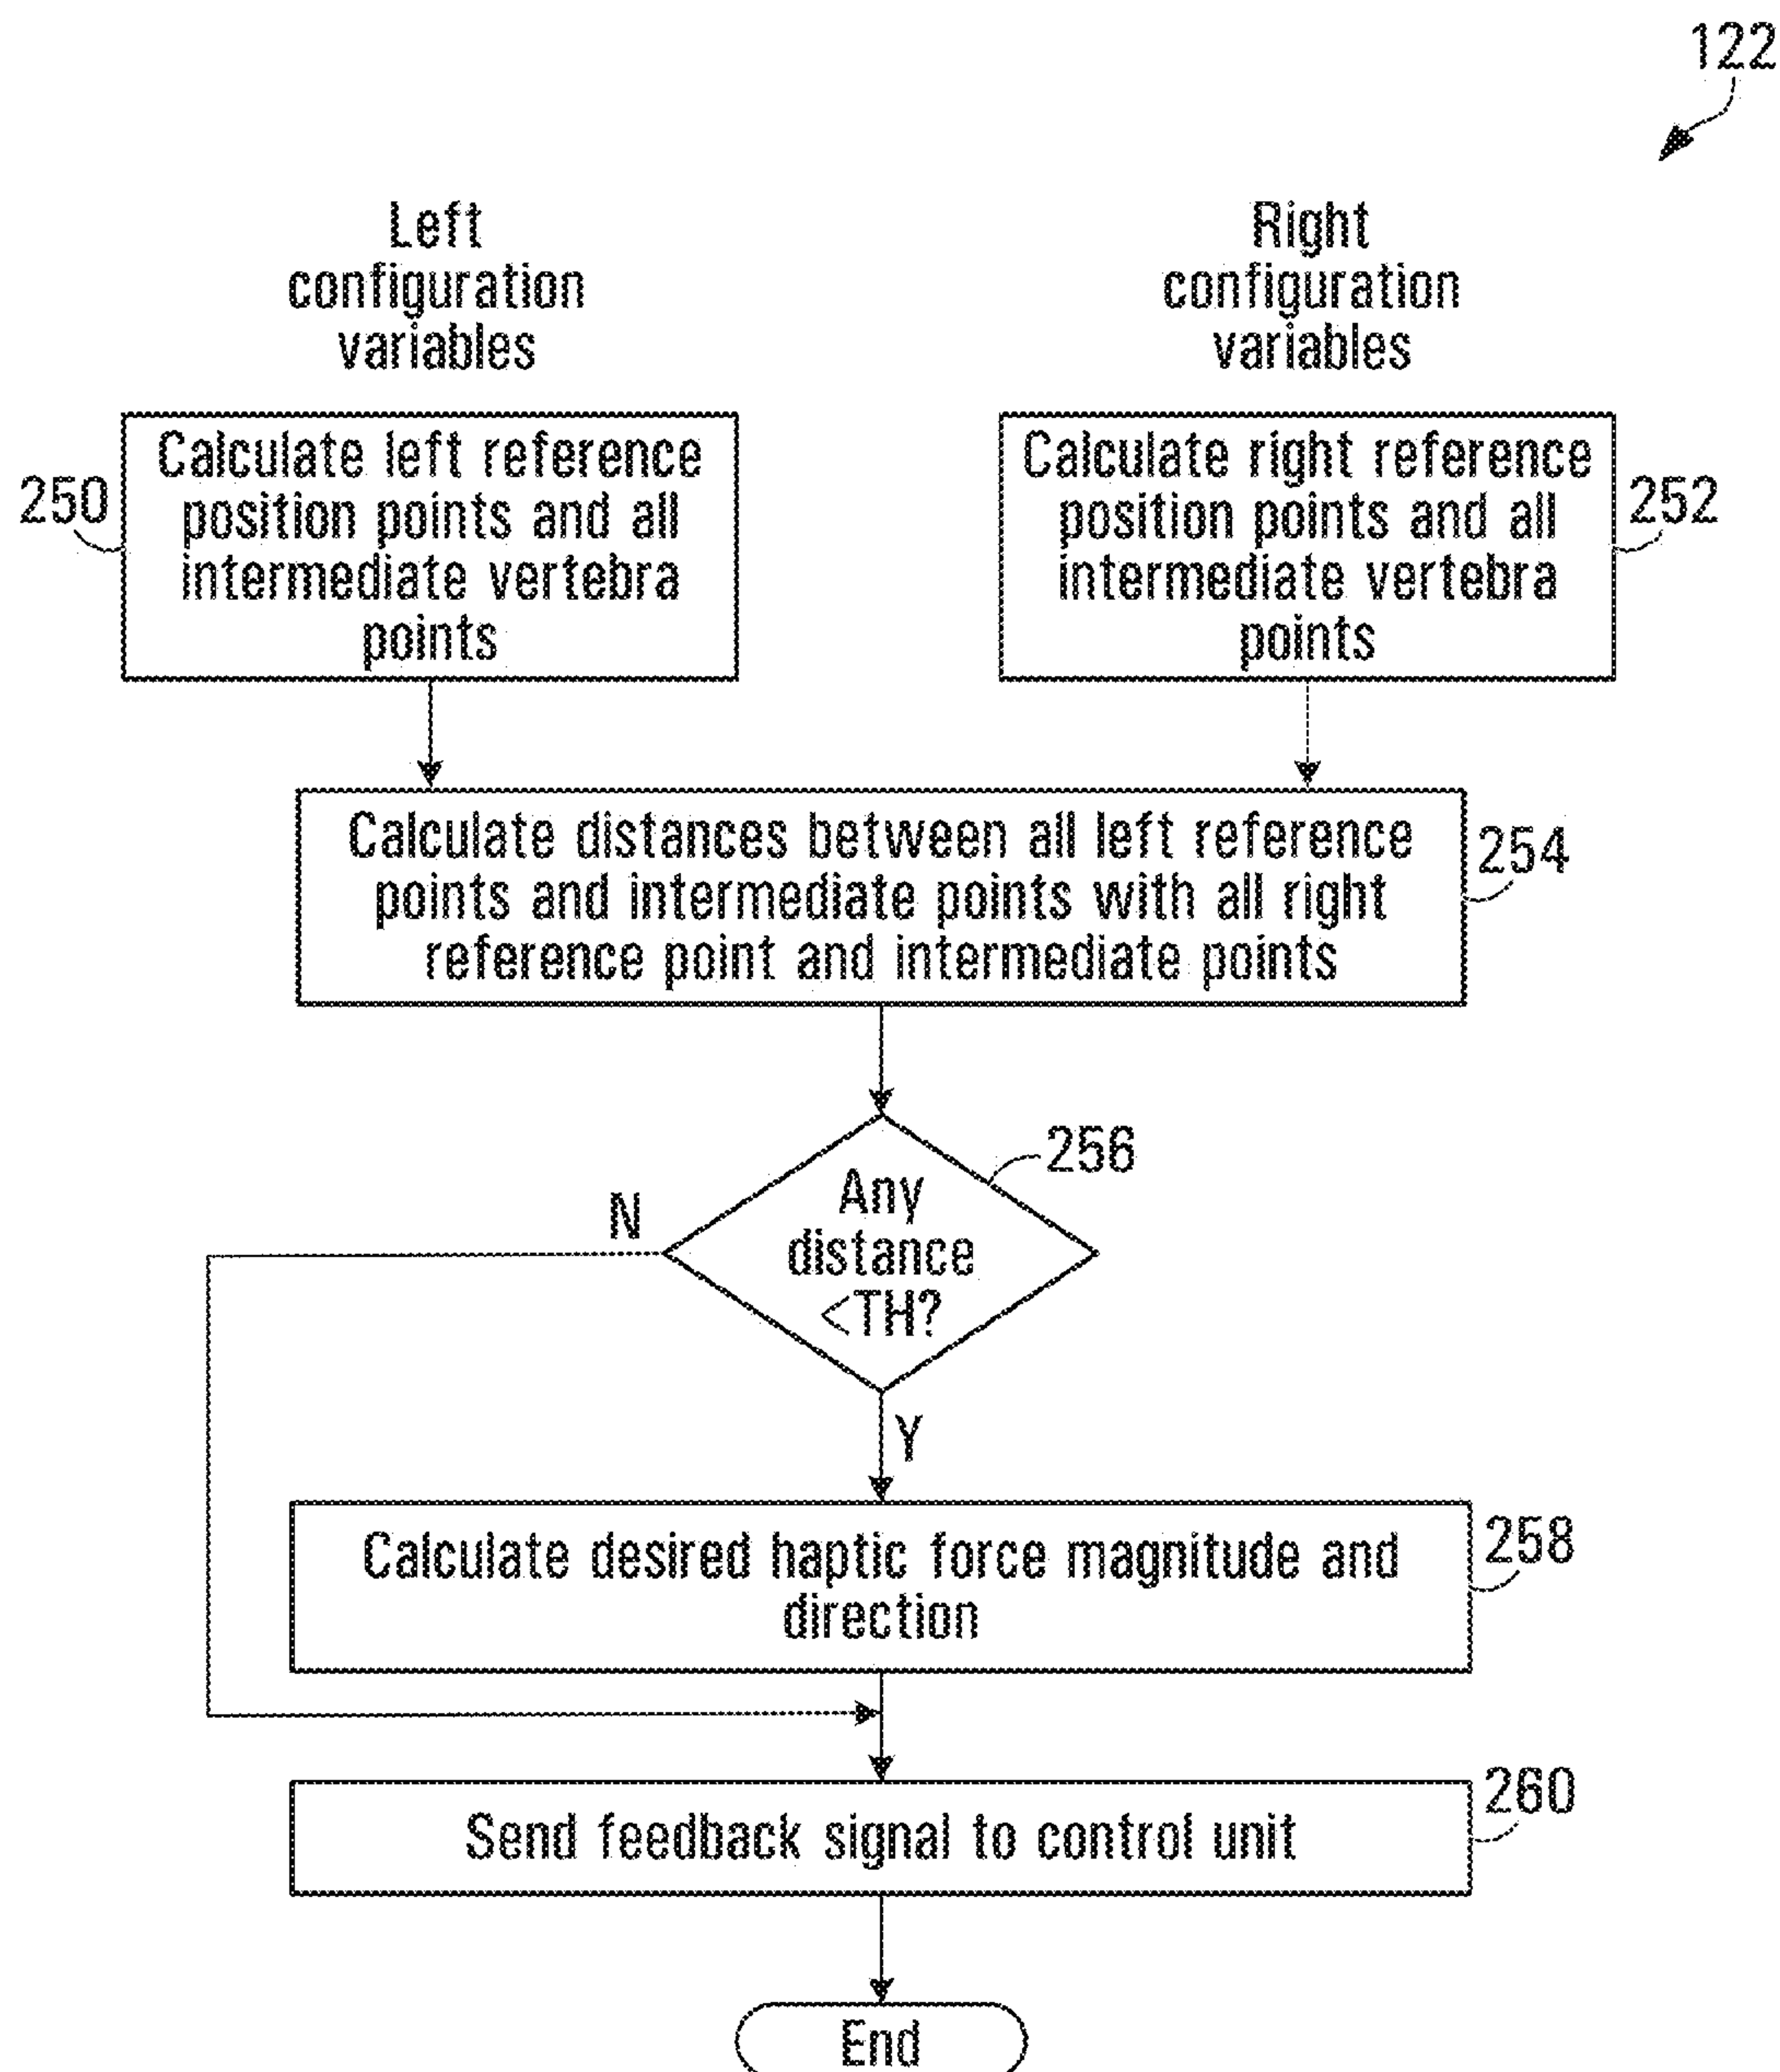 122
Left
configuration
variables
Right
configuration
variables
250
Calculate left reference
position points and all
intermediate vertebra
points
Calculate right reference
position points and all
intermediate vertebra
points
252
Calculate distances between all left reference
points and intermediate points with all right
reference point and intermediate points
254
256
N
Any
distance
<TH?
Y
Calculate desired haptic force magnitude and
direction
258
Send feedback signal to control unit
260
End